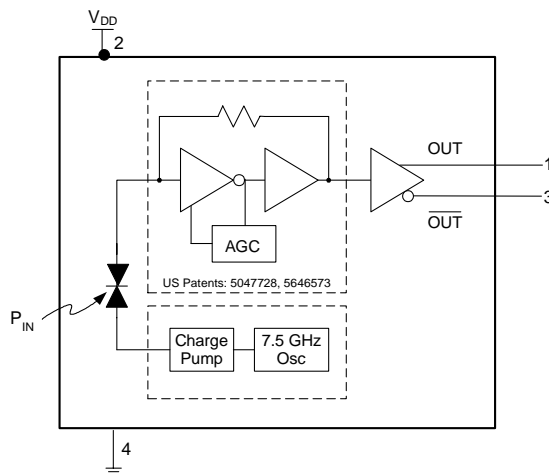 VDD
2
OUT
1
3
OUT
AGC
US Patents: 5047728, 5646573
PIN
Charge
Pump
7.5 GHz
Osc
4